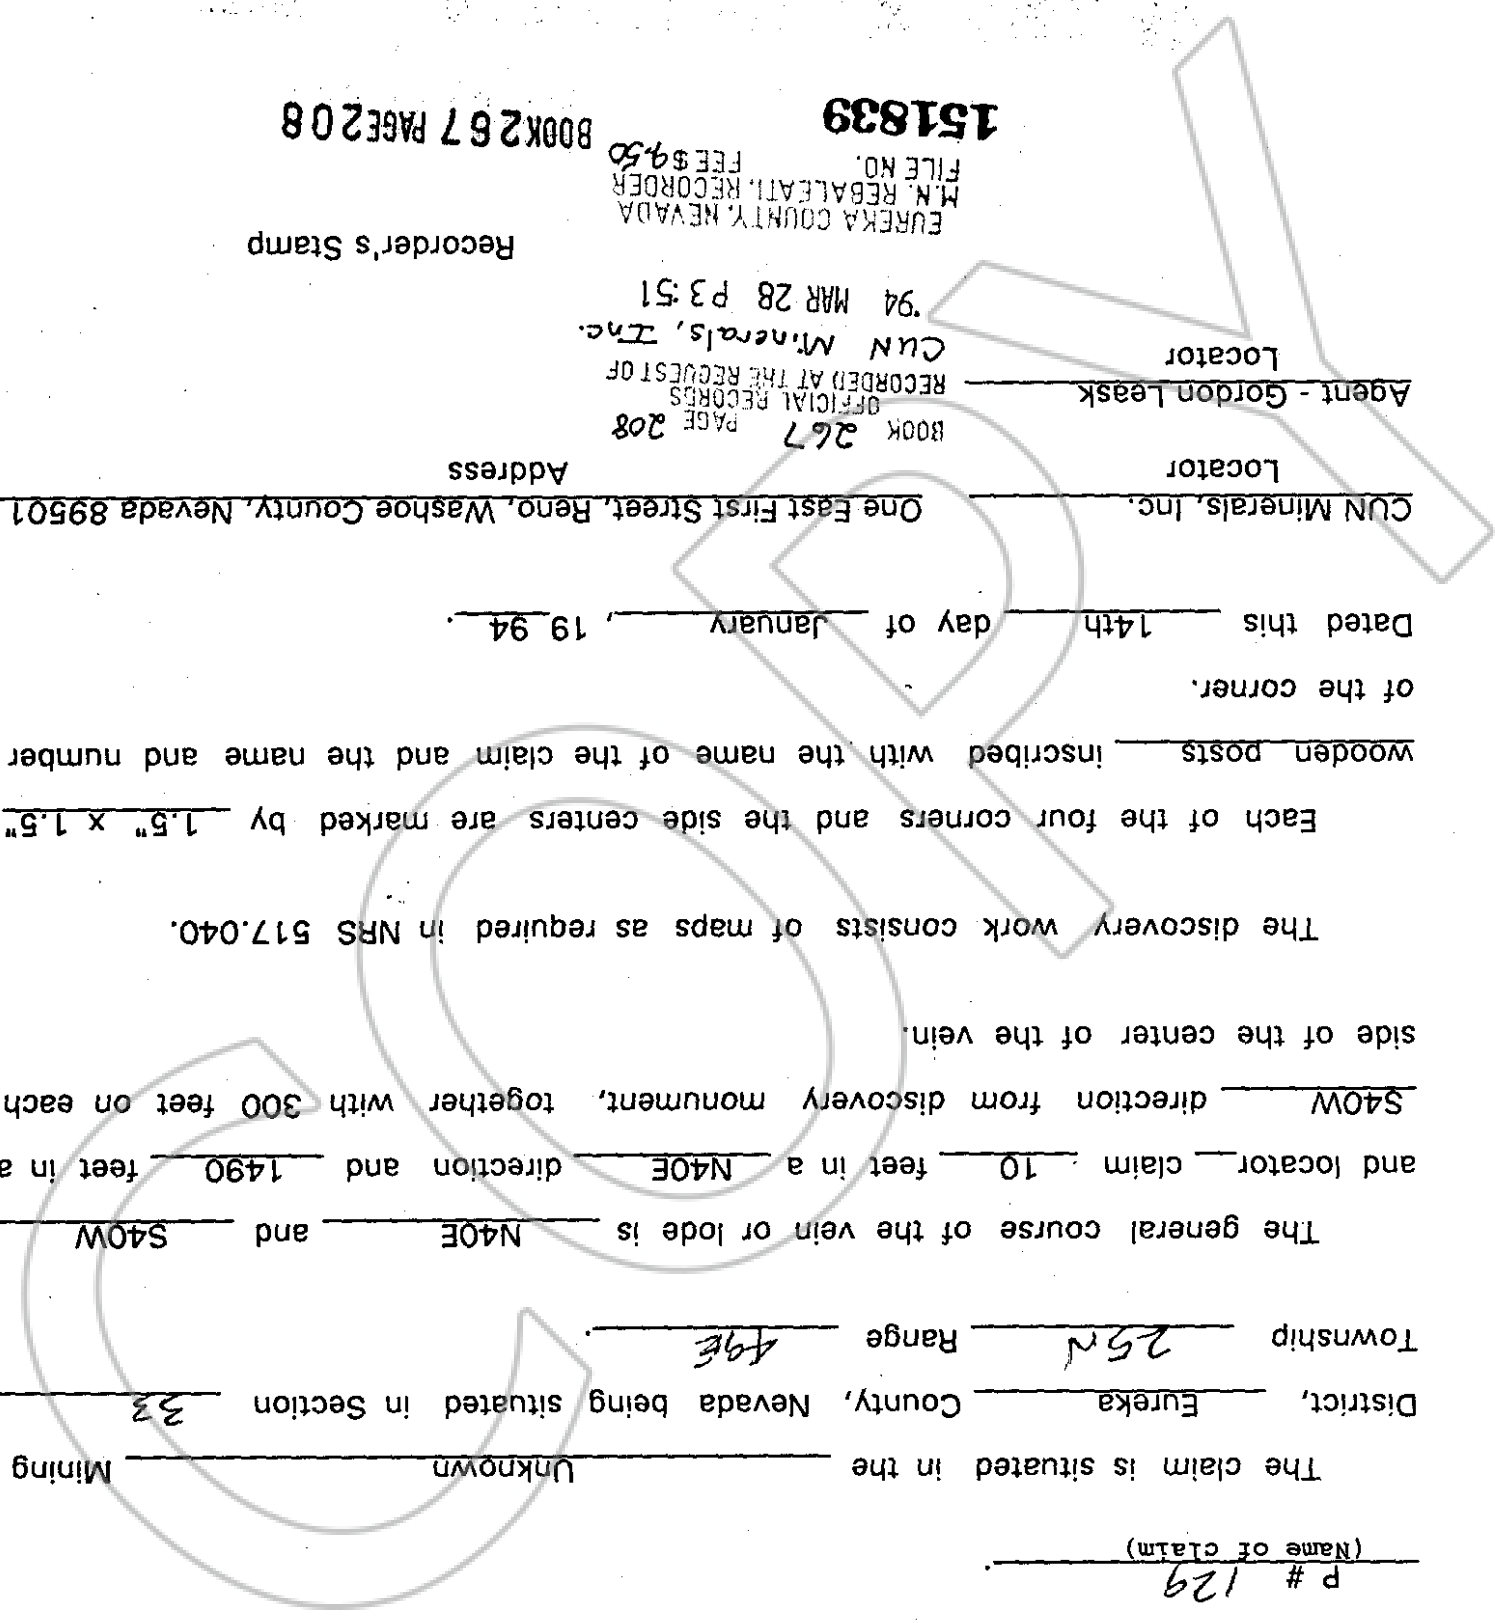 P # 129
(Name of claim)
The claim is situated in the Unknown Mining
District, Eureka County, Nevada being situated in Section 33
Township 25N Range 49E.
The general course of the vein or lode is N40E and S40W
and locator claim 10 feet in a N40E direction and 1490 feet in a
S40W direction from discovery monument, together with 300 feet on each
side of the center of the vein.
The discovery work consists of maps as required in NRS 517.040.
Each of the four corners and the side centers are marked by 1.5" x 1.5"
wooden posts inscribed with the name of the claim and the name and number
of the corner.
Dated this 14th day of January, 19 94.
CUN Minerals, Inc. One East First Street, Reno, Washoe County, Nevada 89501
Locator Address
Agent - Gordon Leask
Locator
BOOK 267 PAGE 208
OFFICIAL RECORDS
RECORDED AT THE REQUEST OF
CUN Minerals, Inc.
'94 MAR 28 P3:51
Recorder's Stamp
EUREKA COUNTY, NEVADA
M.N. REBALEATI, RECORDER
FILE NO. FEE $9.50
151839
BOOK267 PAGE208
COPY